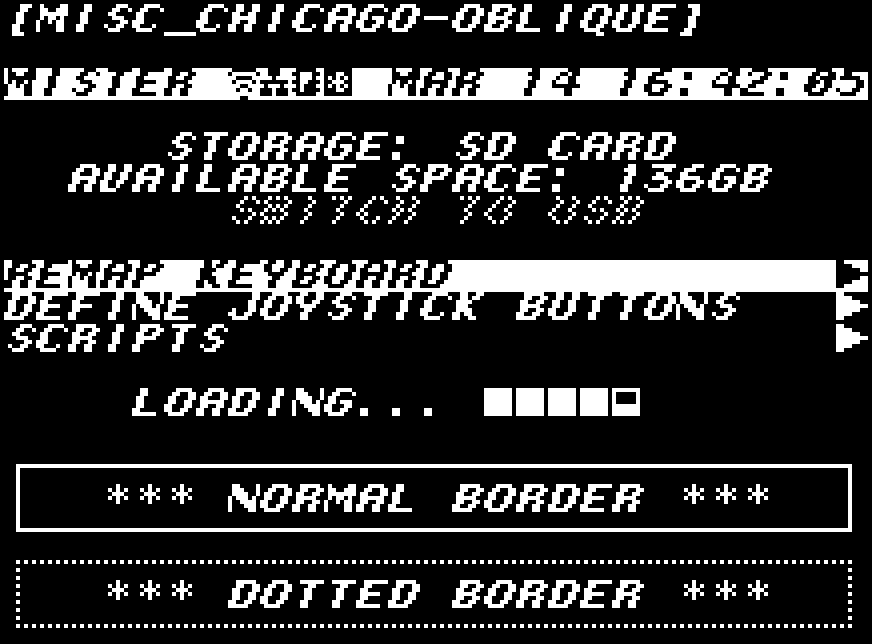 [MISC_CHICAGO-OBLIQUE]
MISTER MAR 14 16:42:05
STORAGE: SD CARD
AVAILABLE SPACE: 136GB
SWITCH TO USB
REMAP KEYBOARD
DEFINE JOYSTICK BUTTONS
SCRIPTS
LOADING...
*** NORMAL BORDER ***
*** DOTTED BORDER ***